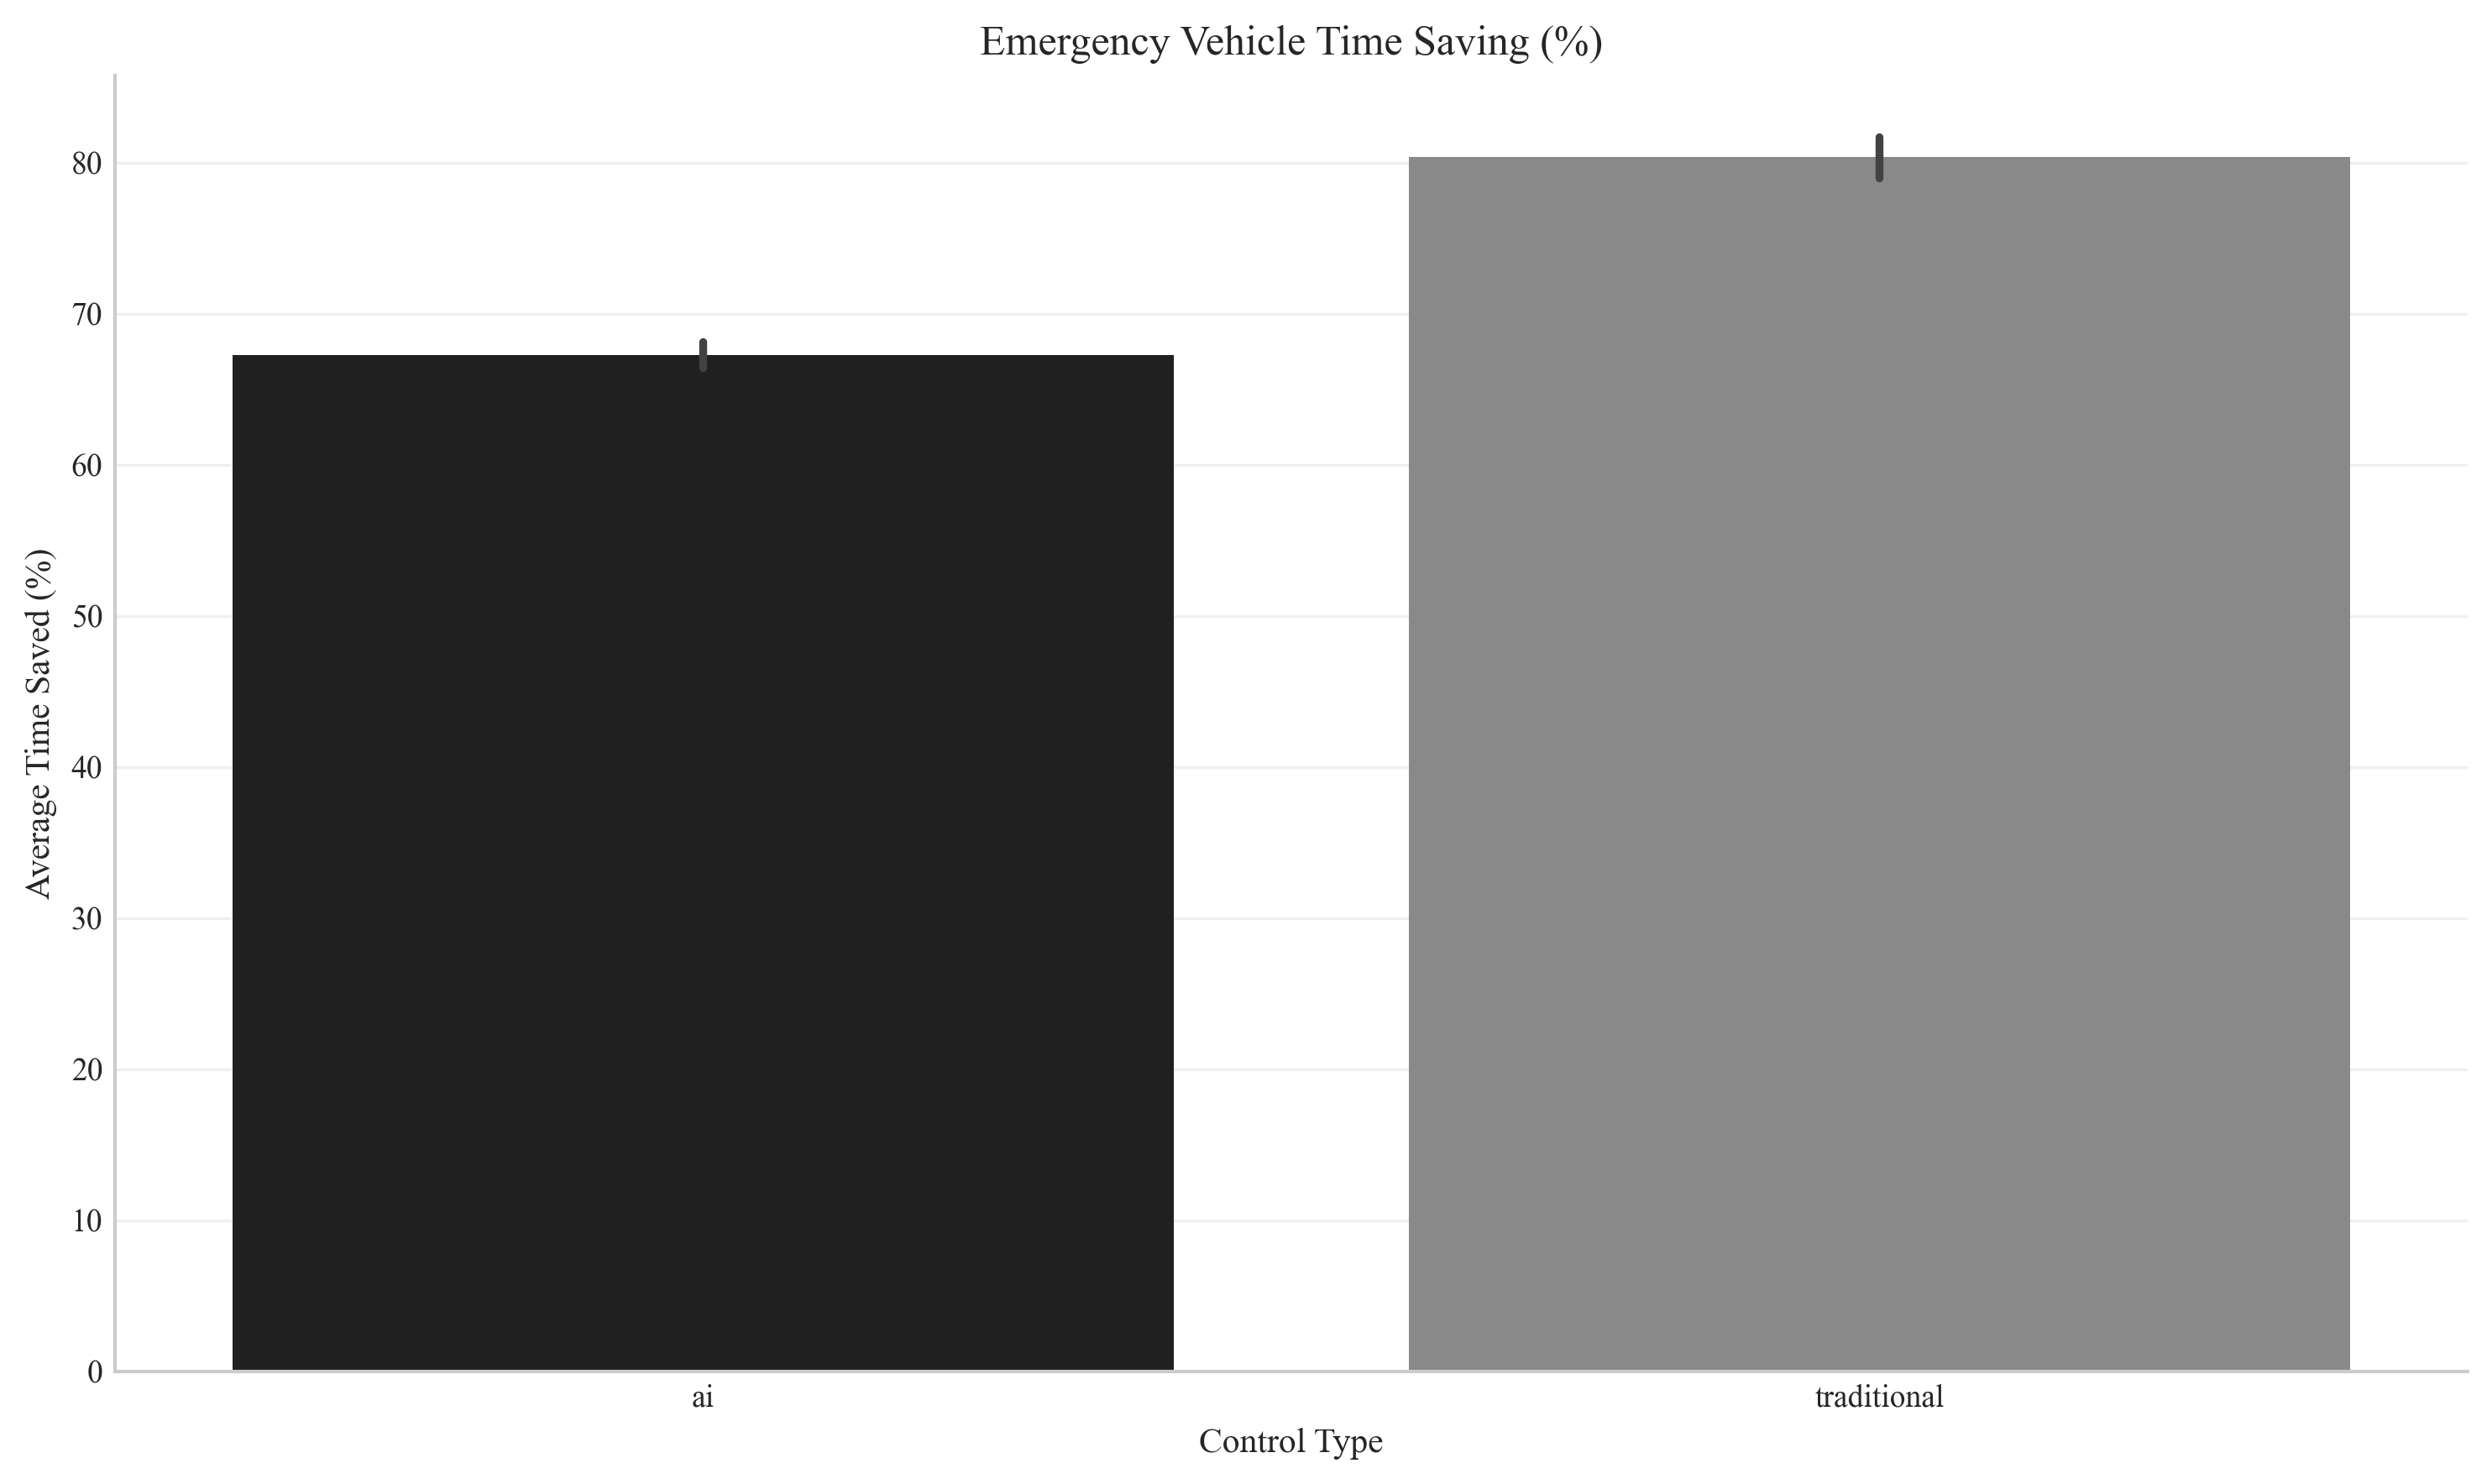 Emergency Vehicle Time Saving (%)
Average Time Saved (%)
80
70
60
50
40
30
20
10
0
ai
traditional
Control Type